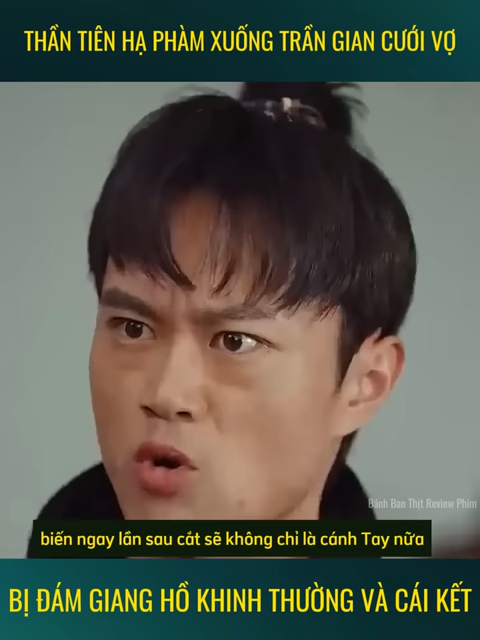 THẦN TIÊN HẠ PHÀM XUỐNG TRẦN GIAN CƯỚI VỢ
Bánh Bao Thịt Review Phim
biến ngay lần sau cắt sẽ không chỉ là cánh Tay nữa
BỊ ĐÁM GIANG HỒ KHINH THƯỜNG VÀ CÁI KẾT